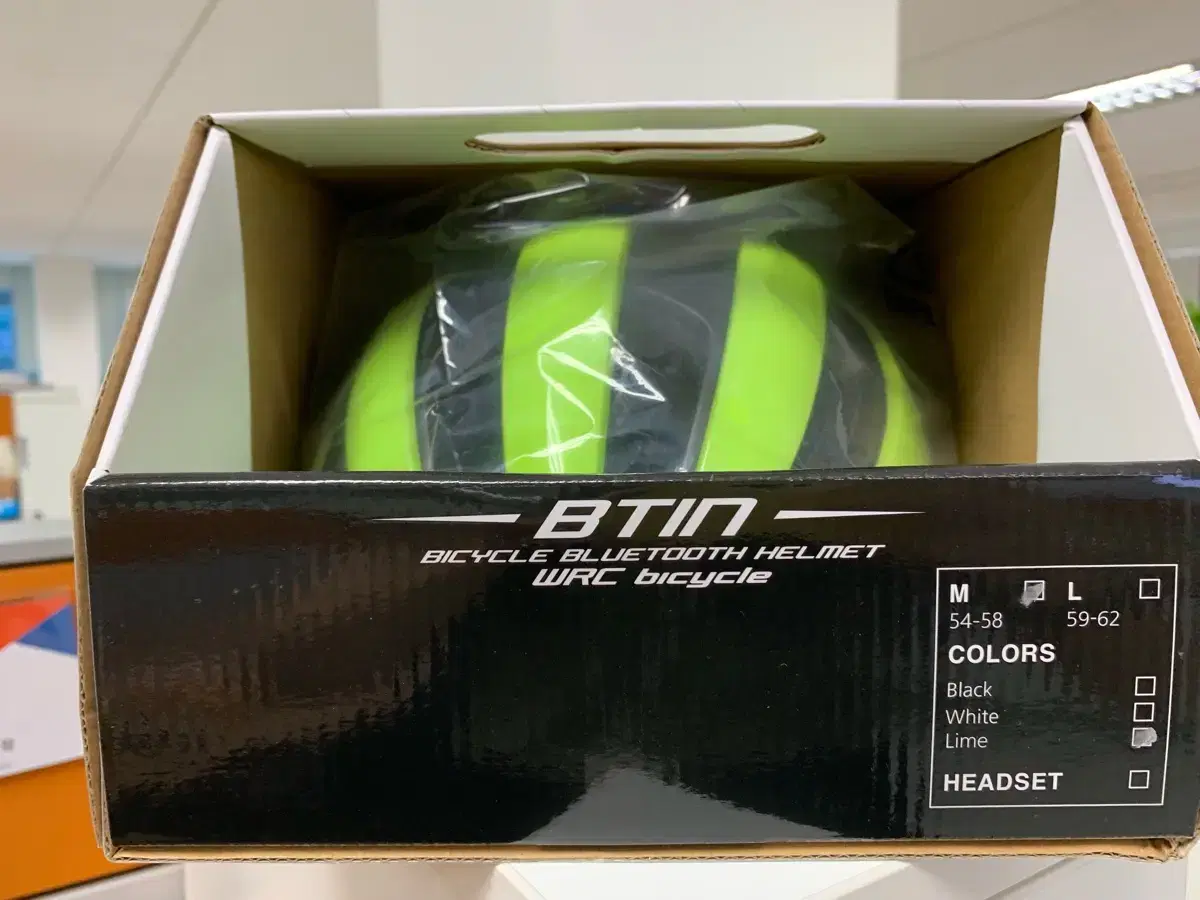 BTIN
BICYCLE BLUETOOTH HELMET
WRC bicycle
M L
54-58 59-62
COLORS
Black
White
Lime
HEADSET